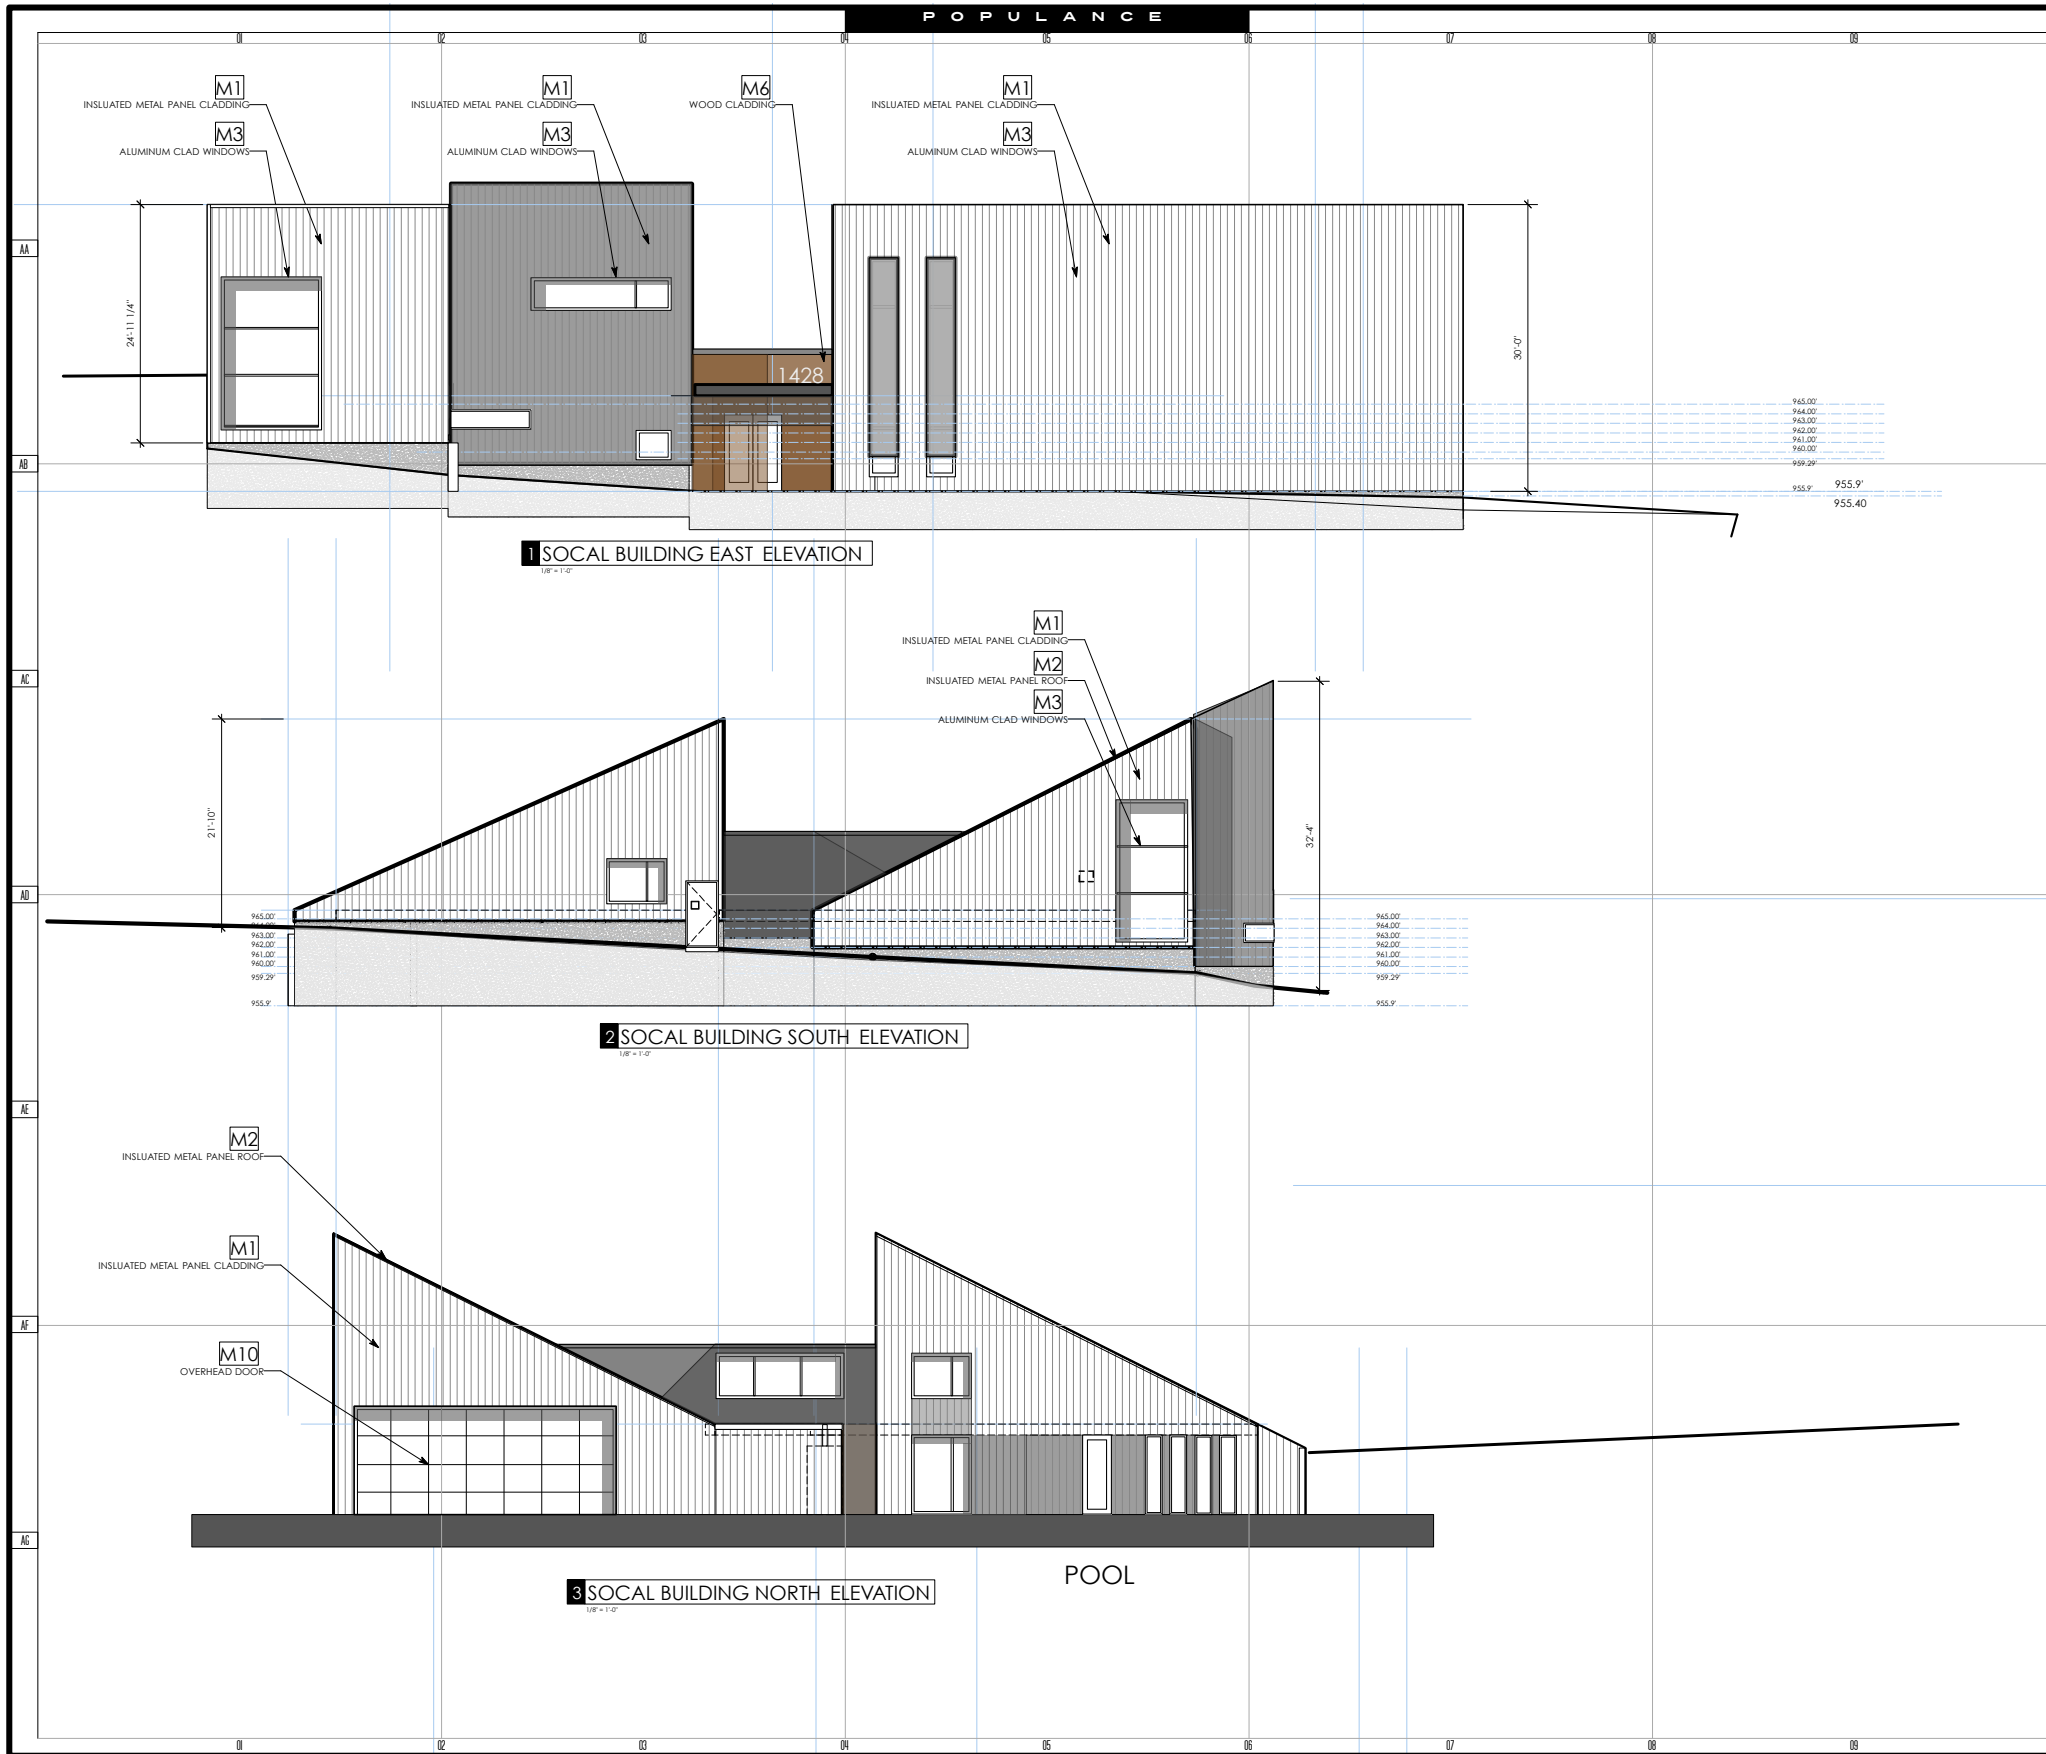 POPULANCE
01 02 03 04 05 06 07 08 09
M1
INSLUATED METAL PANEL CLADDING
M3
ALUMINUM CLAD WINDOWS
M1
INSLUATED METAL PANEL CLADDING
M3
ALUMINUM CLAD WINDOWS
M6
WOOD CLADDING
M1
INSLUATED METAL PANEL CLADDING
M3
ALUMINUM CLAD WINDOWS
AA
24'-11 1/4"
30'-0"
1428
965.00'
964.00'
963.00'
962.00'
961.00'
960.00'
959.29'
955.9'
955.9'
955.40
AB
1 SOCAL BUILDING EAST ELEVATION
1/8" = 1'-0"
M1
INSLUATED METAL PANEL CLADDING
M2
INSLUATED METAL PANEL ROOF
M3
ALUMINUM CLAD WINDOWS
AC
21'-10"
32'-4"
AD
965.00'
964.00'
963.00'
962.00'
961.00'
960.00'
959.29'
955.9'
965.00'
964.00'
963.00'
962.00'
961.00'
960.00'
959.29'
955.9'
2 SOCAL BUILDING SOUTH ELEVATION
1/8" = 1'-0"
AE
M2
INSLUATED METAL PANEL ROOF
M1
INSLUATED METAL PANEL CLADDING
AF
M10
OVERHEAD DOOR
AG
POOL
3 SOCAL BUILDING NORTH ELEVATION
1/8" = 1'-0"
01 02 03 04 05 06 07 08 09